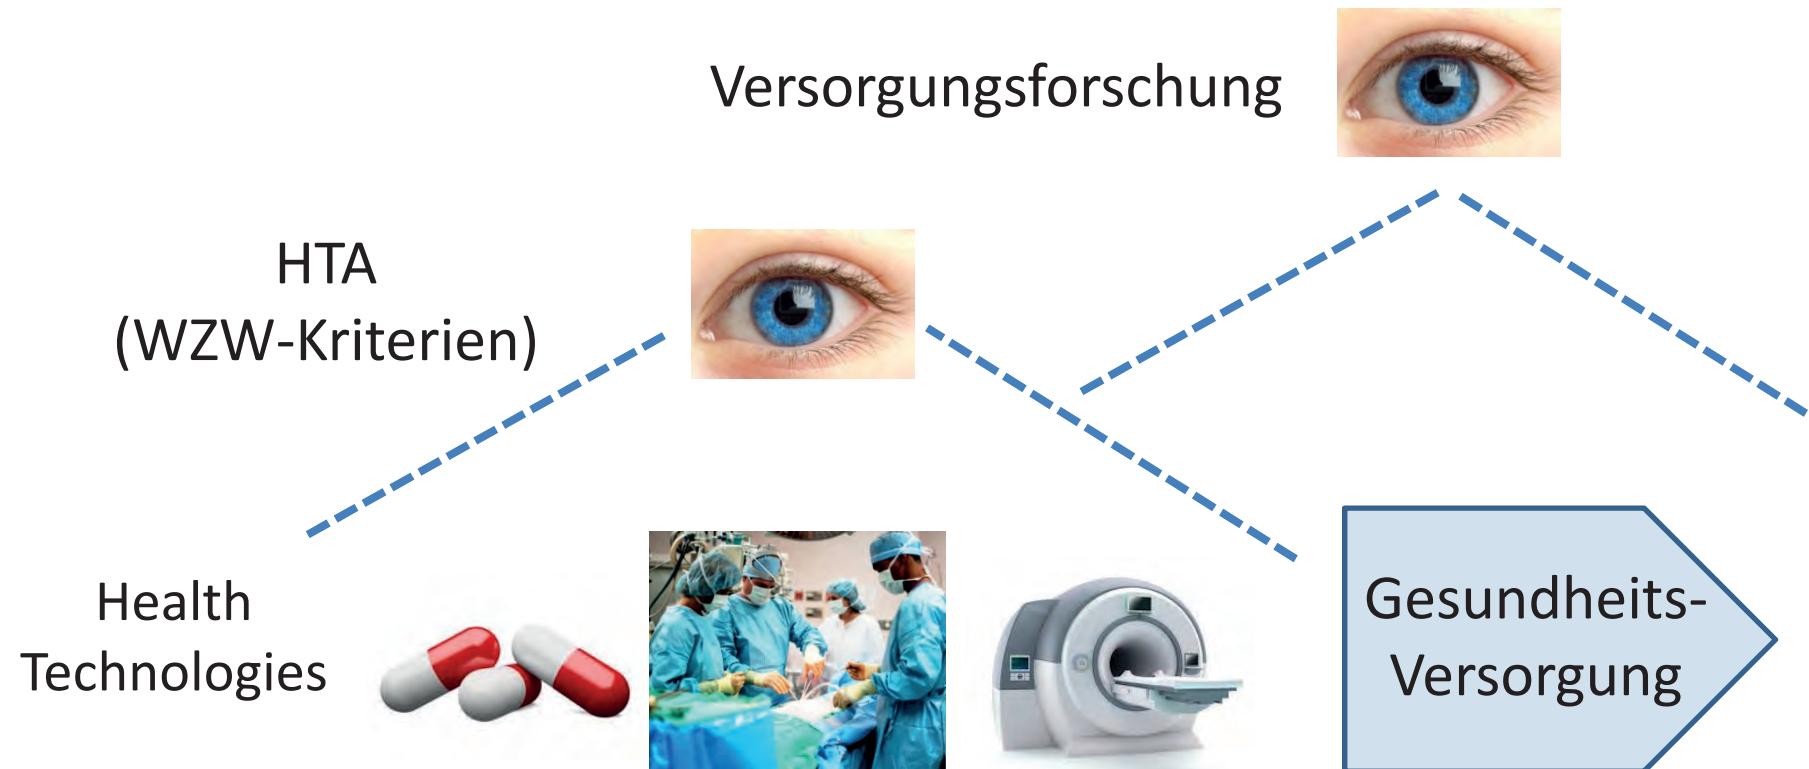 Versorgungsforschung
HTA
(WZW-Kriterien)
Health
Technologies
Gesundheits-
Versorgung